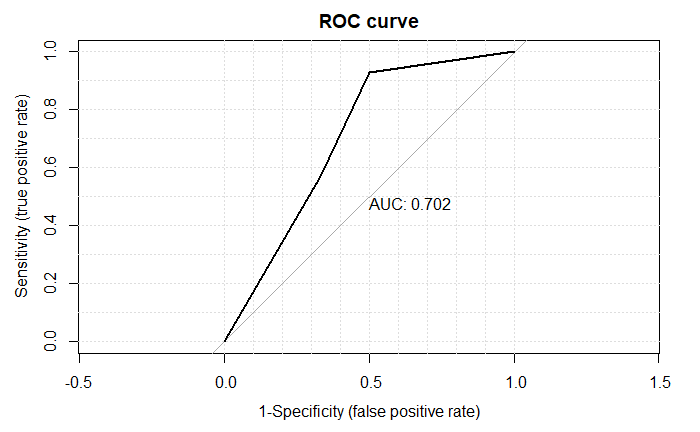 ROC curve
Sensitivity (true positive rate)
1.0
0.8
0.6
0.4
0.2
0.0
AUC: 0.702
-0.5
0.0
0.5
1.0
1.5
1-Specificity (false positive rate)